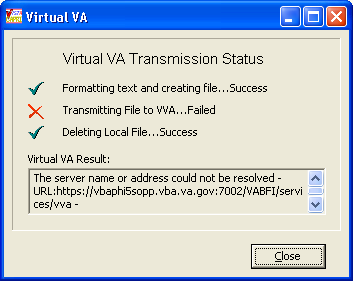 Virtual VA
Virtual VA Transmission Status
Formatting text and creating file...Success
Transmitting File to VVA...Failed
Deleting Local File...Success
Virtual VA Result:
The server name or address could not be resolved -
URL:https://vbaphi5sopp.vba.va.gov:7002/VABFI/servi
ces/vva -
Close